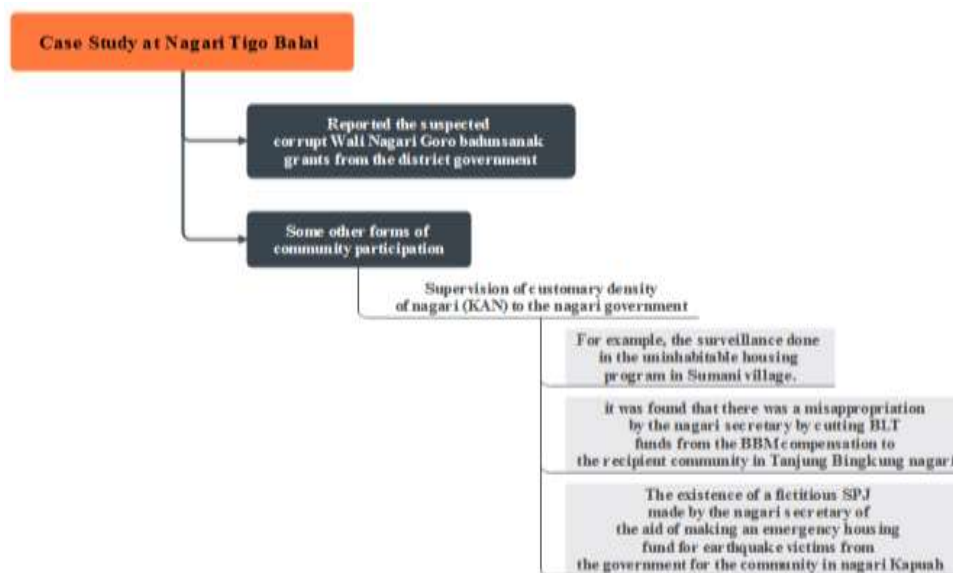 Case Study at Nagari Tigo Balai
Reported the suspected
corrupt Wali Nagari Goro badunsanak
grants from the district government
Some other forms of
community participation
Supervision of customary density
of nagari (KAN) to the nagari government
For example, the surveillance done
in the uninhabitable housing
program in Sumani village.
it was found that there was a misappropriation
by the nagari secretary by cutting BLT
funds from the BBM compensation to
the recipient community in Tanjung Bingkung nagari
The existence of a fictitious SPJ
made by the nagari secretary of
the aid of making an emergency housing
fund for earthquake victims from
the government for the community in nagari Kapuah